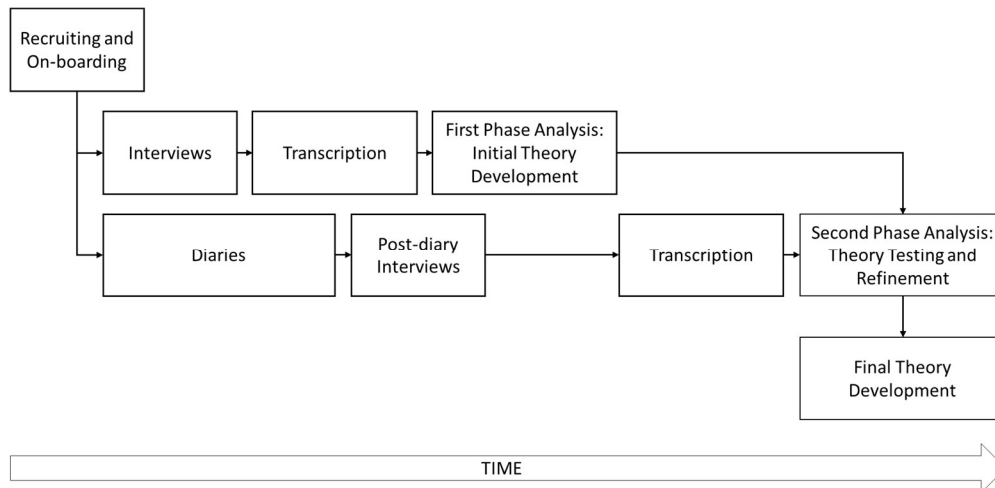 Recruiting and
On-boarding
Interviews
Transcription
First Phase Analysis:
Initial Theory
Development
Diaries
Post-diary
Interviews
Transcription
Second Phase Analysis:
Theory Testing and
Refinement
Final Theory
Development
TIME